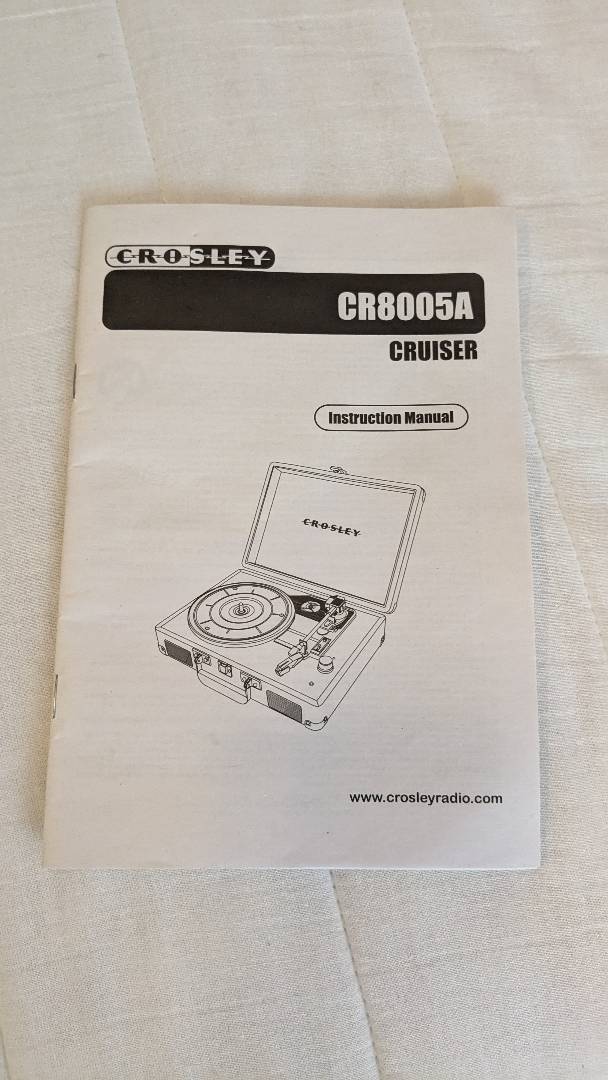 CROSLEY
CR8005A
CRUISER
Instruction Manual
CROSLEY
www.crosleyradio.com